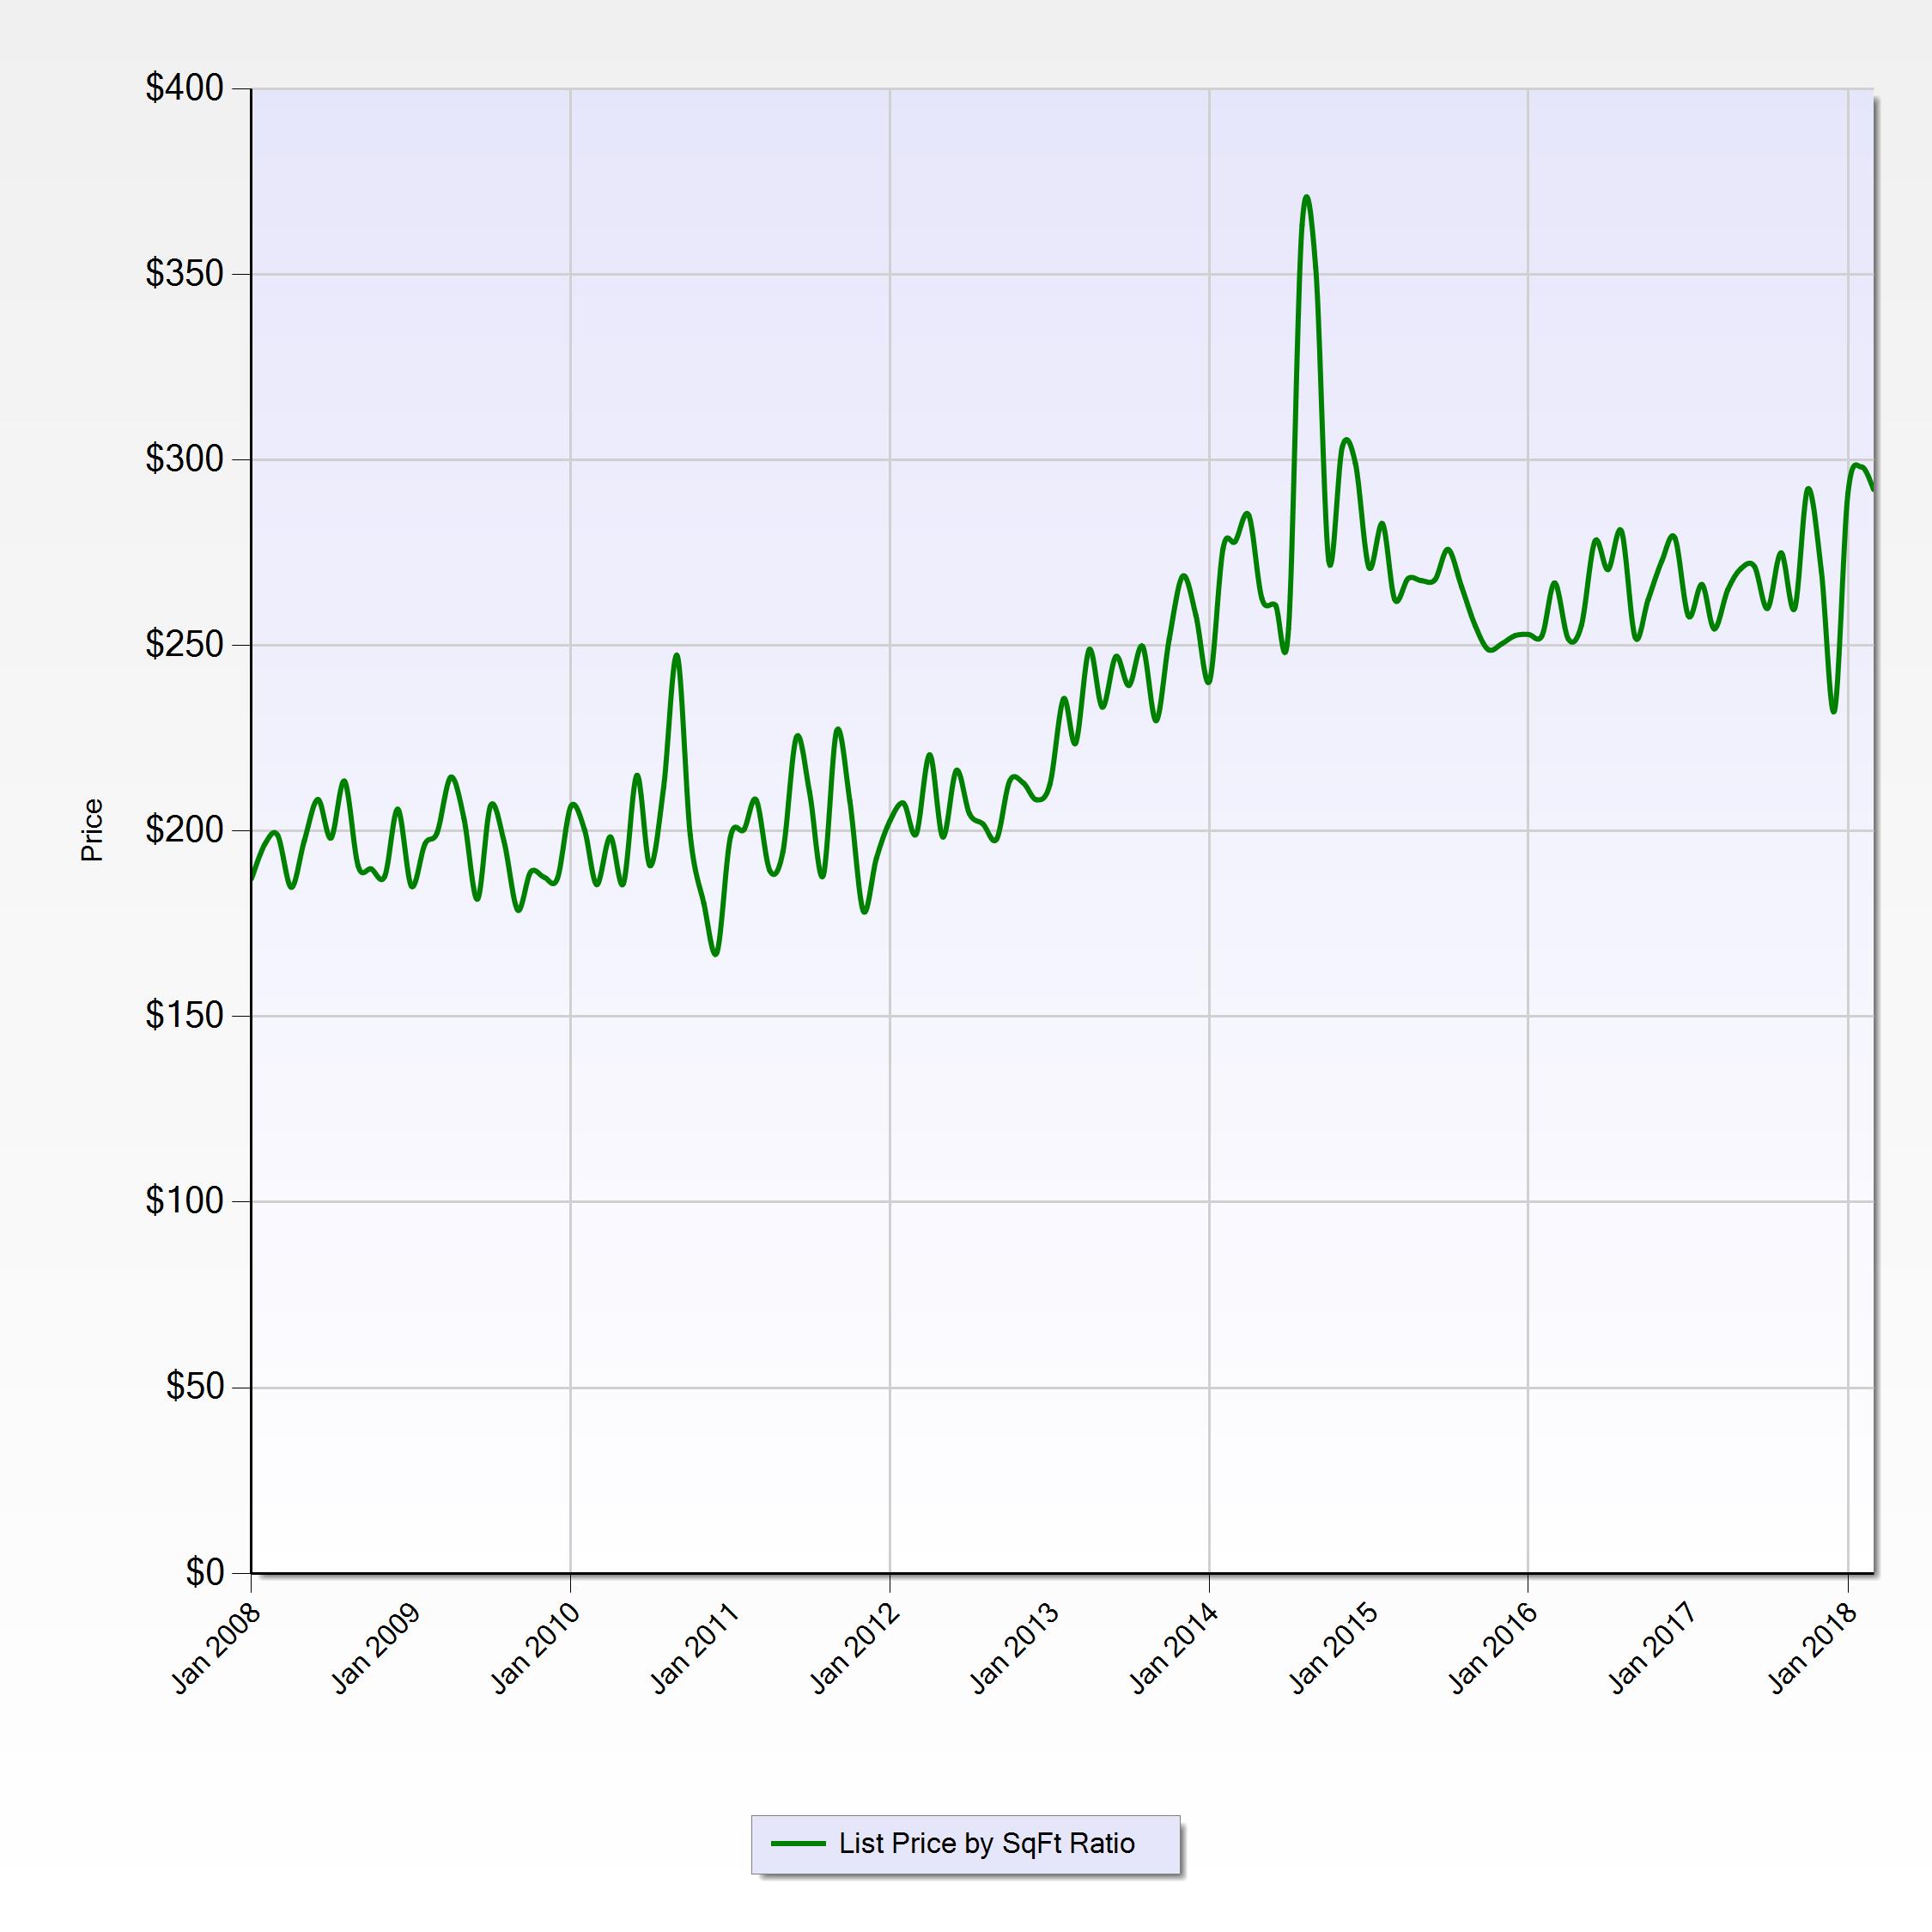 $400
$350
$300
$250
$200
$150
$100
$50
$0
Price
Jan 2008
Jan 2009
Jan 2010
Jan 2011
Jan 2012
Jan 2013
Jan 2014
Jan 2015
Jan 2016
Jan 2017
Jan 2018
List Price by SqFt Ratio